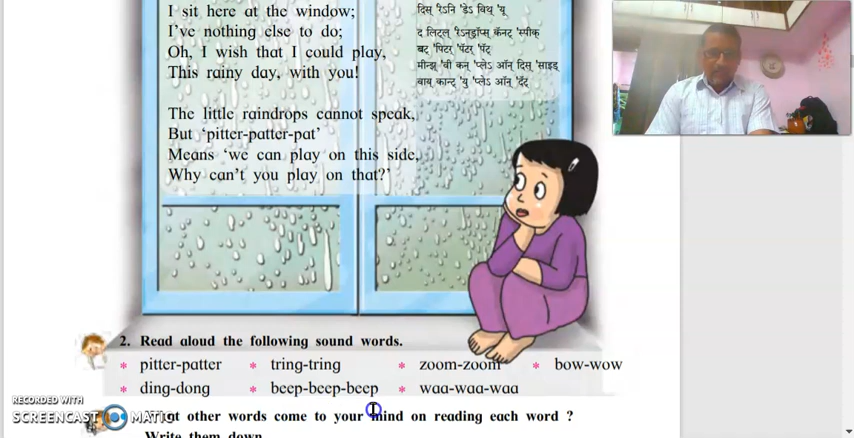 I sit here at the window;
I've nothing else to do;
Oh, I wish that I could play,
This rainy day, with you!
The little raindrops cannot speak,
But 'pitter-patter-pat'
Means 'we can play on this side,
Why can't you play on that?'
दिस् 'रेऽनि 'डेऽ विथ् 'यू
द लिट्ल् 'रेऽनड्रॉप्स् कॅनट् 'स्पीक्
बट् 'पिटर् 'पॅटर् 'पॅट्
मीन्झ् 'वी कन् 'प्लेऽ ऑन् दिस् 'साइड्
वाय् कान्ट् 'यु 'प्लेऽ ऑन् 'दॅट्
2. Read aloud the following sound words.
* pitter-patter * tring-tring * zoom-zoom * bow-wow
* ding-dong * beep-beep-beep * waa-waa-waa
other words come to your mind on reading each word ?
Write them down.
RECORDED WITH
SCREENCAST MATIC